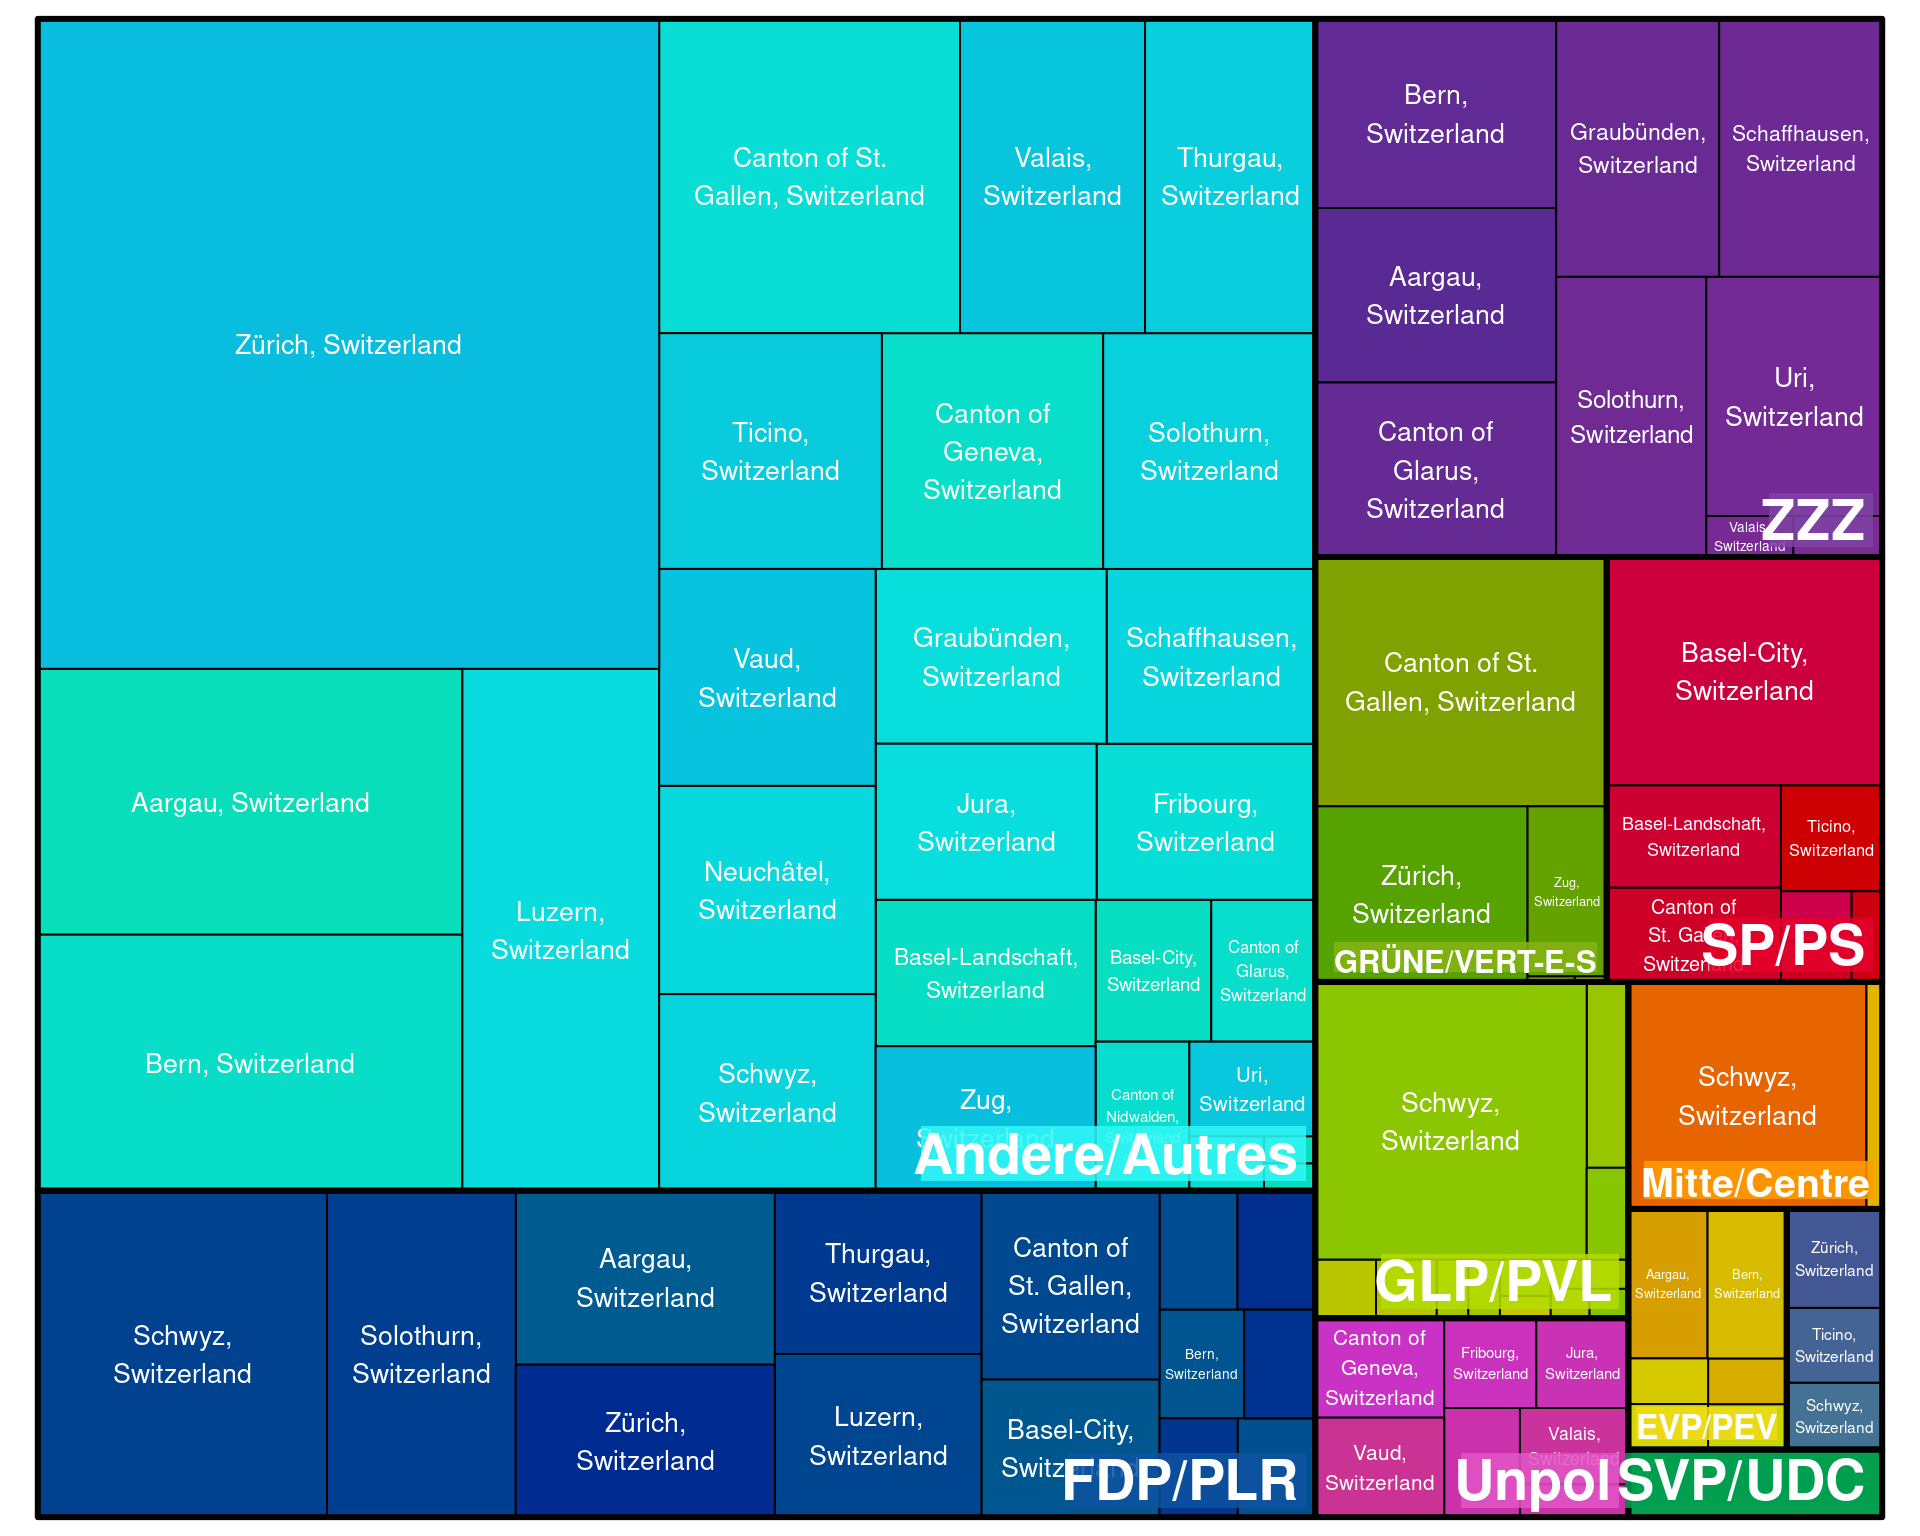 Zürich, Switzerland
Aargau, Switzerland
Bern, Switzerland
Luzern,
Switzerland
Canton of St.
Gallen, Switzerland
Valais,
Switzerland
Thurgau,
Switzerland
Ticino,
Switzerland
Canton of
Geneva,
Switzerland
Solothurn,
Switzerland
Vaud,
Switzerland
Graubünden,
Switzerland
Schaffhausen,
Switzerland
Jura,
Switzerland
Fribourg,
Switzerland
Neuchâtel,
Switzerland
Basel-Landschaft,
Switzerland
Basel-City,
Switzerland
Canton of
Glarus,
Switzerland
Schwyz,
Switzerland
Zug,
Switzerland
Canton of
Nidwalden,
Switzerland
Uri,
Switzerland
Andere/Autres
Schwyz,
Switzerland
Solothurn,
Switzerland
Aargau,
Switzerland
Zürich,
Switzerland
Thurgau,
Switzerland
Luzern,
Switzerland
Canton of
St. Gallen,
Switzerland
Basel-City,
Switzerland
Bern,
Switzerland
FDP/PLR
Bern,
Switzerland
Aargau,
Switzerland
Canton of
Glarus,
Switzerland
Graubünden,
Switzerland
Schaffhausen,
Switzerland
Solothurn,
Switzerland
Uri,
Switzerland
Valais,
Switzerland
ZZZ
Canton of St.
Gallen, Switzerland
Zürich,
Switzerland
Zug,
Switzerland
GRÜNE/VERT-E-S
Basel-City,
Switzerland
Basel-Landschaft,
Switzerland
Ticino,
Switzerland
Canton of
St. Gallen,
Switzerland
SP/PS
Schwyz,
Switzerland
GLP/PVL
Schwyz,
Switzerland
Mitte/Centre
Aargau,
Switzerland
Bern,
Switzerland
EVP/PEV
Zürich,
Switzerland
Ticino,
Switzerland
Schwyz,
Switzerland
SVP/UDC
Canton of
Geneva,
Switzerland
Fribourg,
Switzerland
Jura,
Switzerland
Vaud,
Switzerland
Valais,
Switzerland
Unpol